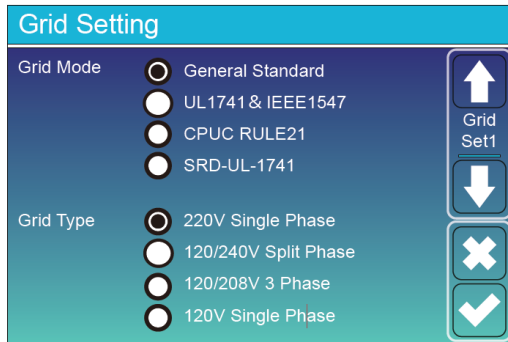 Grid Setting
Grid Mode
General Standard
UL1741 & IEEE1547
CPUC RULE21
SRD-UL-1741
Grid Type
220V Single Phase
120/240V Split Phase
120/208V 3 Phase
120V Single Phase
Grid
Set1